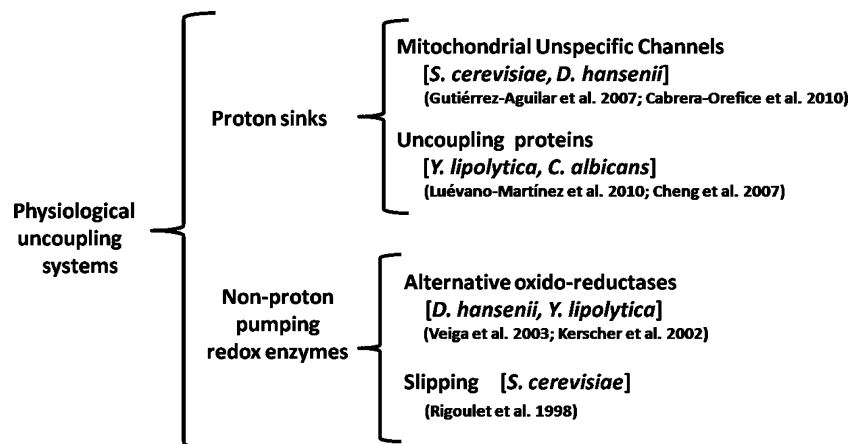 Physiological
uncoupling
systems
Proton sinks
Mitochondrial Unspecific Channels
[S. cerevisiae, D. hansenii]
(Gutiérrez-Aguilar et al. 2007; Cabrera-Orefice et al. 2010)
Uncoupling proteins
[Y. lipolytica, C. albicans]
(Luévano-Martínez et al. 2010; Cheng et al. 2007)
Non-proton
pumping
redox enzymes
Alternative oxido-reductases
[D. hansenii, Y. lipolytica]
(Veiga et al. 2003; Kerscher et al. 2002)
Slipping [S. cerevisiae]
(Rigoulet et al. 1998)